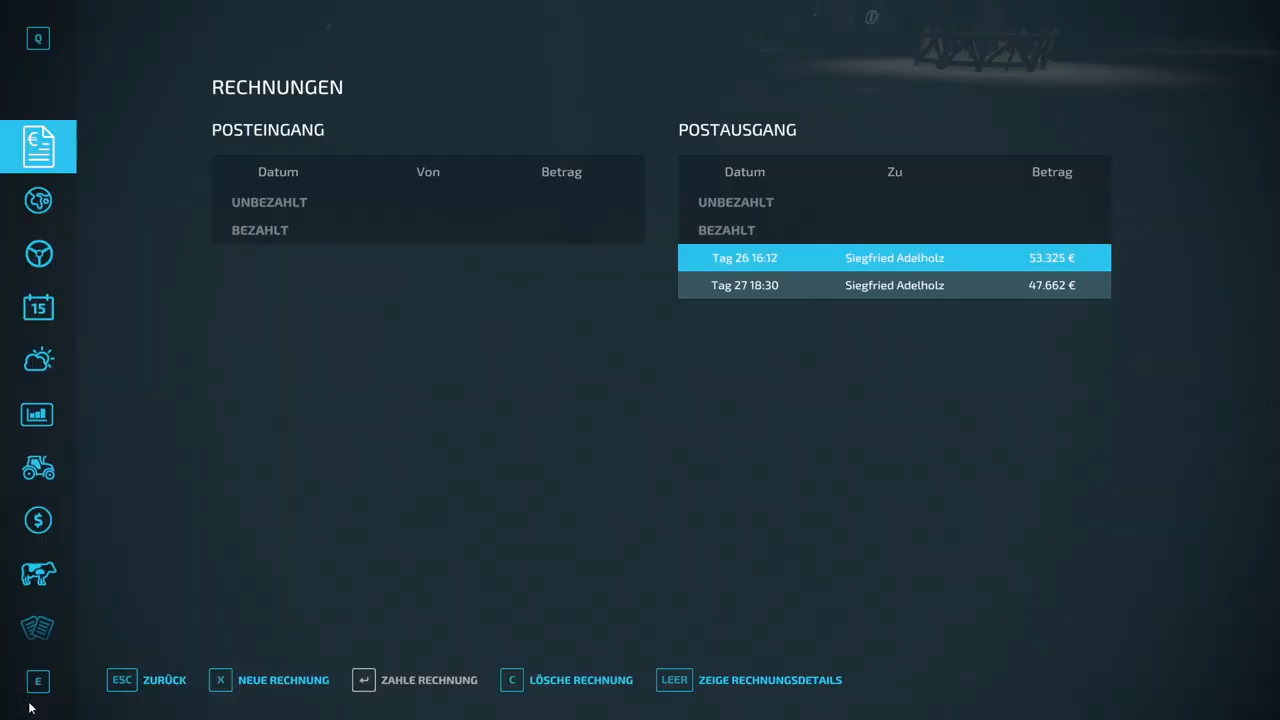 Q
RECHNUNGEN
POSTEINGANG
Datum Von Betrag
UNBEZAHLT
BEZAHLT
POSTAUSGANG
Datum Zu Betrag
UNBEZAHLT
BEZAHLT
Tag 26 16:12 Siegfried Adelholz 53.325 €
Tag 27 18:30 Siegfried Adelholz 47.662 €
€
15
$
E
ESC ZURÜCK X NEUE RECHNUNG ↵ ZAHLE RECHNUNG C LÖSCHE RECHNUNG LEER ZEIGE RECHNUNGSDETAILS